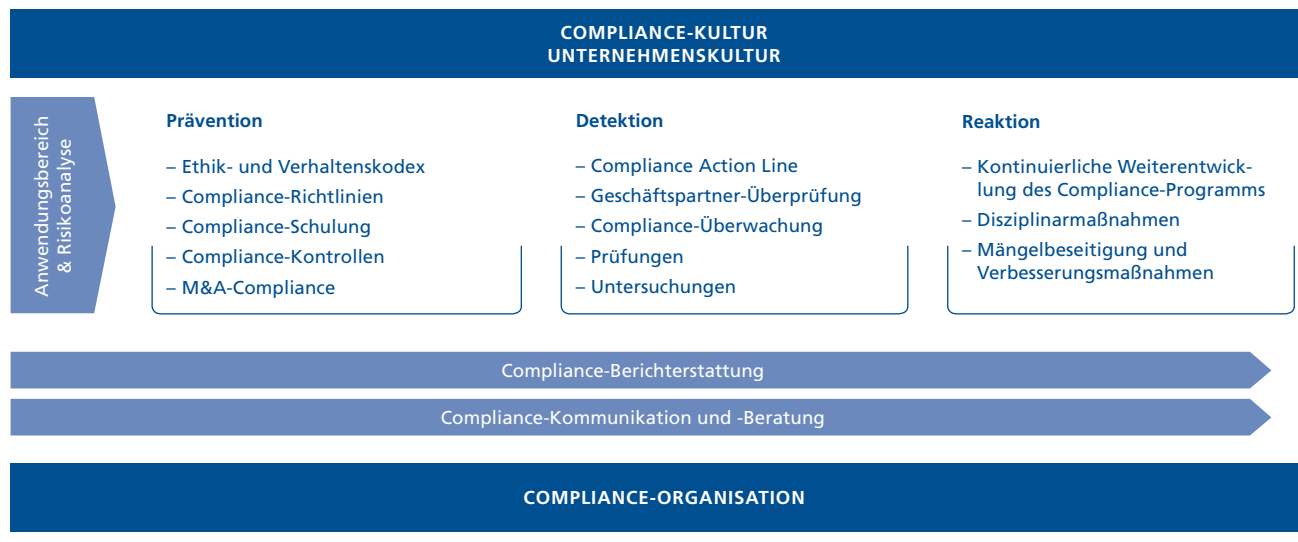 COMPLIANCE-KULTUR
UNTERNEHMENSKULTUR
Anwendungsbereich
& Risikoanalyse
Prävention
– Ethik- und Verhaltenskodex
– Compliance-Richtlinien
– Compliance-Schulung
– Compliance-Kontrollen
– M&A-Compliance
Detektion
– Compliance Action Line
– Geschäftspartner-Überprüfung
– Compliance-Überwachung
– Prüfungen
– Untersuchungen
Reaktion
– Kontinuierliche Weiterentwick-
lung des Compliance-Programms
– Disziplinarmaßnahmen
– Mängelbeseitigung und
Verbesserungsmaßnahmen
Compliance-Berichterstattung
Compliance-Kommunikation und -Beratung
COMPLIANCE-ORGANISATION